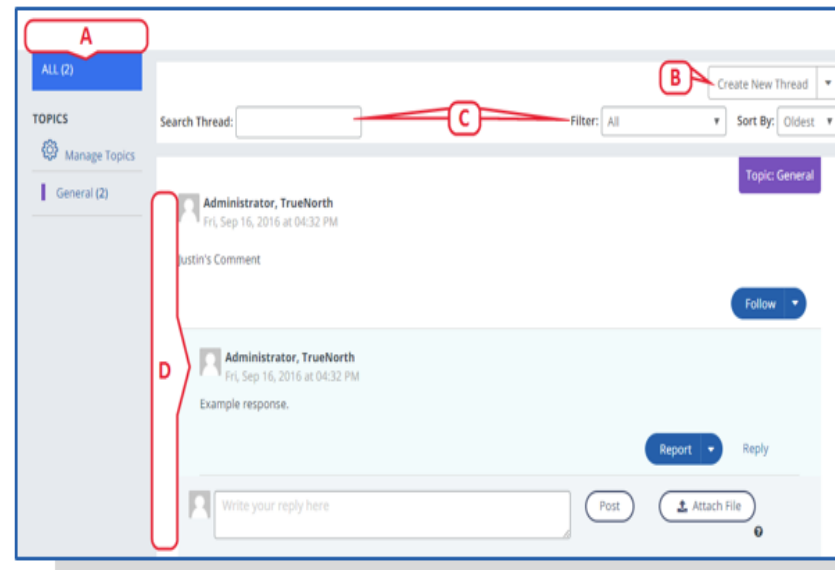 A
ALL (2)
B
Create New Thread
TOPICS
Search Thread:
C
Filter: All
Sort By: Oldest
Manage Topics
General (2)
Topic: General
Administrator, TrueNorth
Fri, Sep 16, 2016 at 04:32 PM
Justin's Comment
Follow
D
Administrator, TrueNorth
Fri, Sep 16, 2016 at 04:32 PM
Example response.
Report
Reply
Write your reply here
Post
Attach File
?